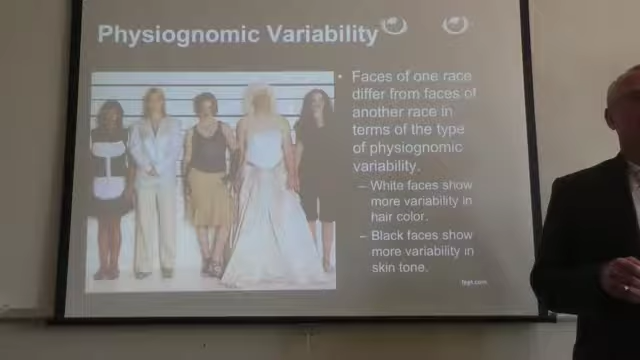 Physiognomic Variability
• Faces of one race
differ from faces of
another race in
terms of the type
of physiognomic
variability.
– White faces show
more variability in
hair color.
– Black faces show
more variability in
skin tone.